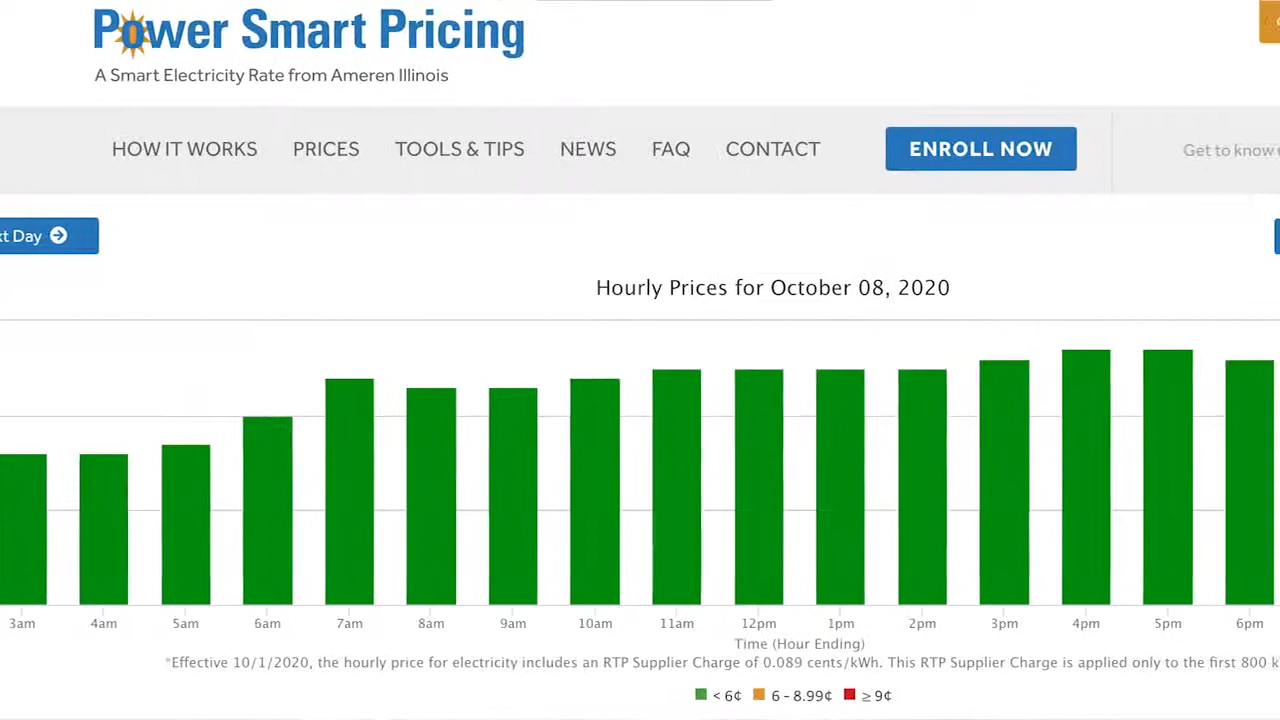 Power Smart Pricing
A Smart Electricity Rate from Ameren Illinois
HOW IT WORKS PRICES TOOLS & TIPS NEWS FAQ CONTACT ENROLL NOW Get to know
Day
Hourly Prices for October 08, 2020
3am 4am 5am 6am 7am 8am 9am 10am 11am 12pm 1pm 2pm 3pm 4pm 5pm 6pm
Time (Hour Ending)
*Effective 10/1/2020, the hourly price for electricity includes an RTP Supplier Charge of 0.089 cents/kWh. This RTP Supplier Charge is applied only to the first 800
< 6¢ 6 - 8.99¢ ≥ 9¢